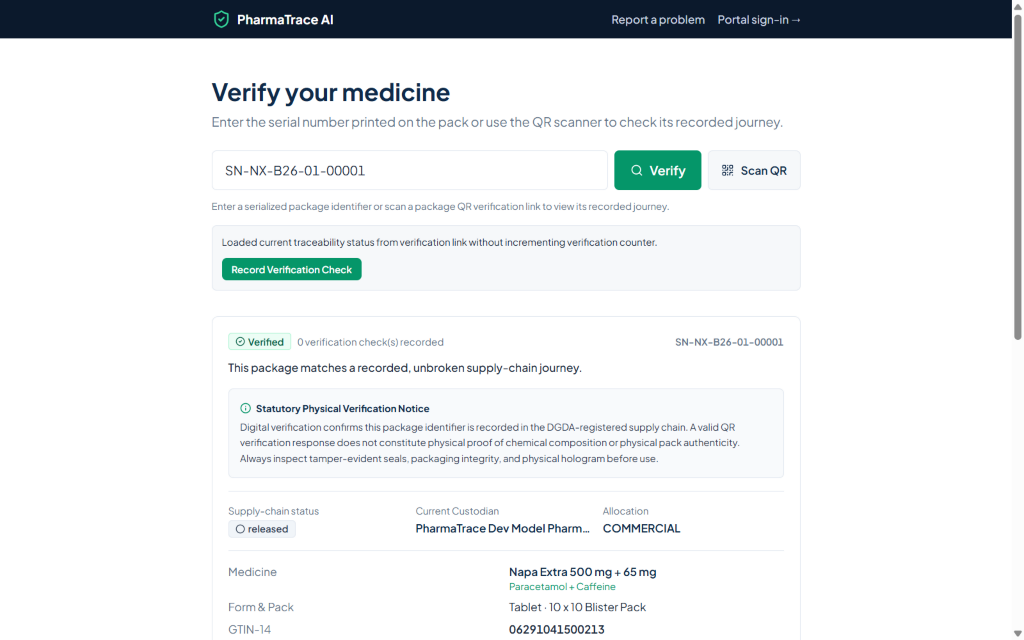 PharmaTrace AI
Report a problem
Portal sign-in →
Verify your medicine
Enter the serial number printed on the pack or use the QR scanner to check its recorded journey.
SN-NX-B26-01-00001
Verify
Scan QR
Enter a serialized package identifier or scan a package QR verification link to view its recorded journey.
Loaded current traceability status from verification link without incrementing verification counter.
Record Verification Check
Verified
0 verification check(s) recorded
SN-NX-B26-01-00001
This package matches a recorded, unbroken supply-chain journey.
Statutory Physical Verification Notice
Digital verification confirms this package identifier is recorded in the DGDA-registered supply chain. A valid QR
verification response does not constitute physical proof of chemical composition or physical pack authenticity.
Always inspect tamper-evident seals, packaging integrity, and physical hologram before use.
Supply-chain status
Current Custodian
Allocation
released
PharmaTrace Dev Model Pharm...
COMMERCIAL
Medicine
Napa Extra 500 mg + 65 mg
Paracetamol + Caffeine
Form & Pack
Tablet · 10 x 10 Blister Pack
GTIN-14
06291041500213